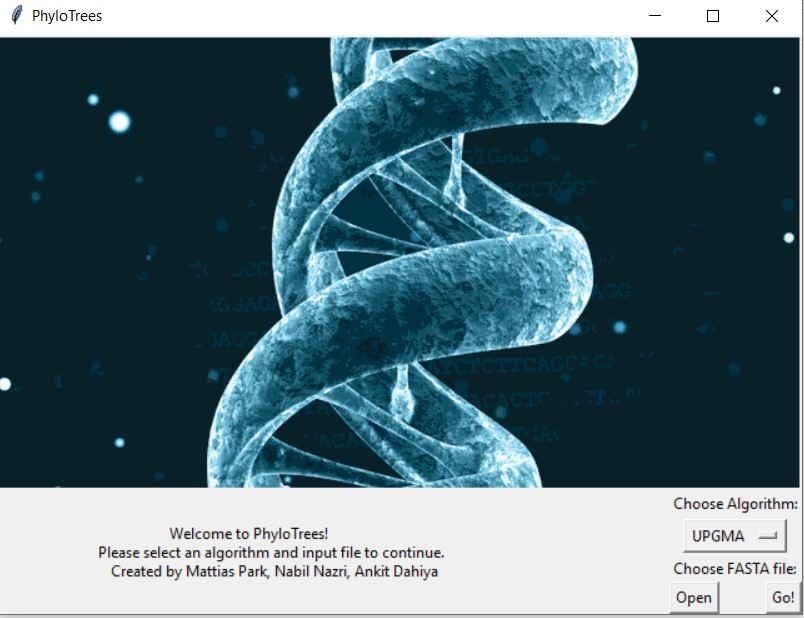 PhyloTrees
ATCTCTTCAGCACA
Welcome to PhyloTrees!
Please select an algorithm and input file to continue.
Created by Mattias Park, Nabil Nazri, Ankit Dahiya
Choose Algorithm:
UPGMA
Choose FASTA file:
Open
Go!